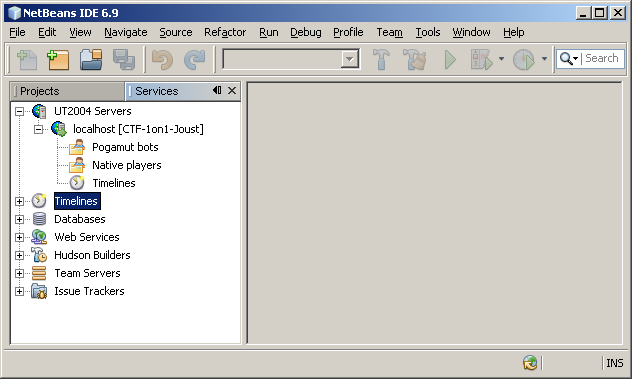 NetBeans IDE 6.9
File Edit View Navigate Source Refactor Run Debug Profile Team Tools Window Help
Search
Projects Services
UT2004 Servers
localhost [CTF-1on1-Joust]
Pogamut bots
Native players
Timelines
Timelines
Databases
Web Services
Hudson Builders
Team Servers
Issue Trackers
INS